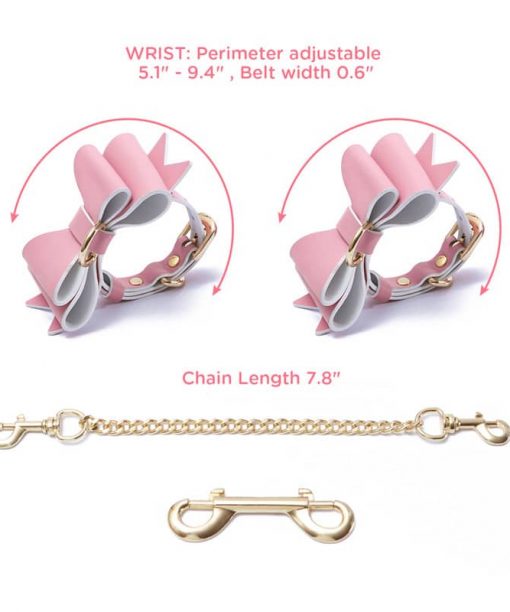 WRIST: Perimeter adjustable
5.1" - 9.4" , Belt width 0.6"
Chain Length 7.8"